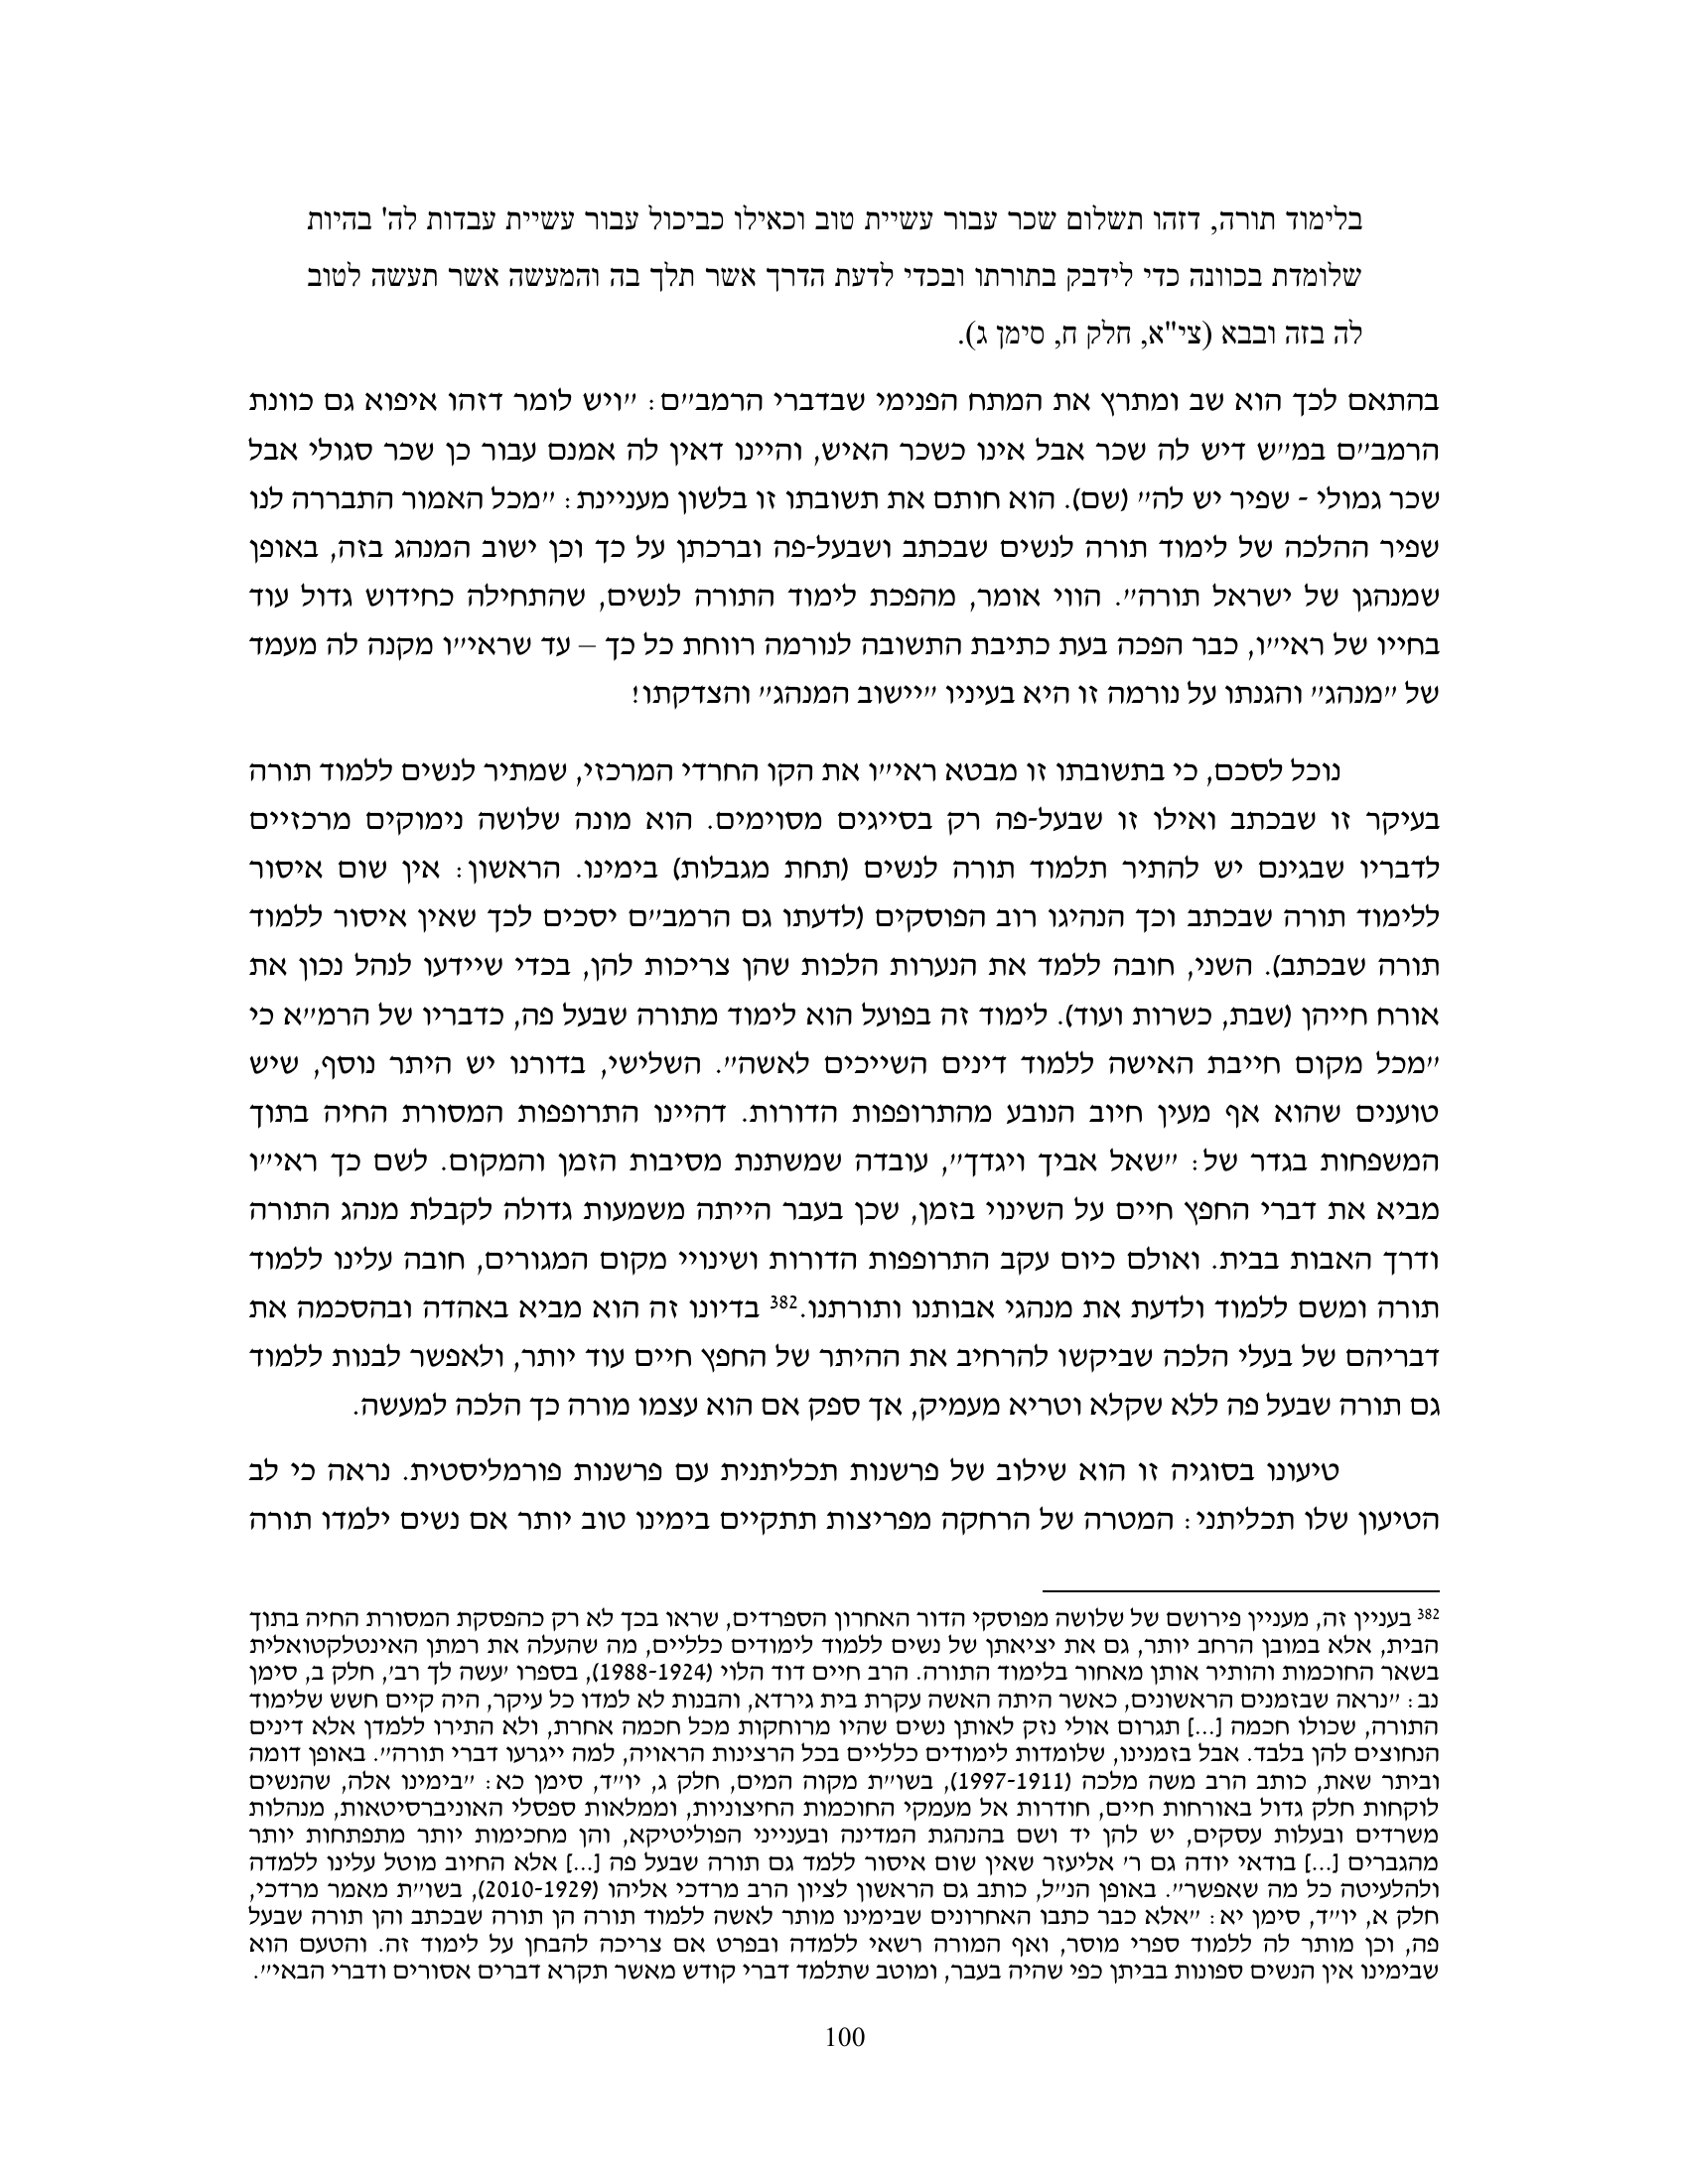 בלימוד תורה, דזהו תשלום שכר עבור עשיית טוב וכאילו כביכול עבור עשיית עבדות לה' בהיות
שלומדת בכוונה כדי לידבק בתורתו ובכדי לדעת הדרך אשר תלך בה והמעשה אשר תעשה לטוב
לה בזה ובבא (צי"א, חלק ח, סימן ג).
בהתאם לכך הוא שב ומתרץ את המתח הפנימי שבדברי הרמב״ם: ״ויש לומר דזהו איפוא גם כוונת
הרמב״ם במ״ש דיש לה שכר אבל אינו כשכר האיש, והיינו דאין לה אמנם עבור כן שכר סגולי אבל
שכר גמולי - שפיר יש לה״ (שם). הוא חותם את תשובתו זו בלשון מעניינת: ״מכל האמור התבררה לנו
שפיר ההלכה של לימוד תורה לנשים שבכתב ושבעל-פה וברכתן על כך וכן ישוב המנהג בזה, באופן
שמנהגן של ישראל תורה״. הווי אומר, מהפכת לימוד התורה לנשים, שהתחילה כחידוש גדול עוד
בחייו של ראי״ו, כבר הפכה בעת כתיבת התשובה לנורמה רווחת כל כך – עד שראי״ו מקנה לה מעמד
של ״מנהג״ והגנתו על נורמה זו היא בעיניו ״יישוב המנהג״ והצדקתו!
נוכל לסכם, כי בתשובתו זו מבטא ראי״ו את הקו החרדי המרכזי, שמתיר לנשים ללמוד תורה
בעיקר זו שבכתב ואילו זו שבעל-פה רק בסייגים מסוימים. הוא מונה שלושה נימוקים מרכזיים
לדבריו שבגינם יש להתיר תלמוד תורה לנשים (תחת מגבלות) בימינו. הראשון: אין שום איסור
ללימוד תורה שבכתב וכך הנהיגו רוב הפוסקים (לדעתו גם הרמב״ם יסכים לכך שאין איסור ללמוד
תורה שבכתב). השני, חובה ללמד את הנערות הלכות שהן צריכות להן, בכדי שיידעו לנהל נכון את
אורח חייהן (שבת, כשרות ועוד). לימוד זה בפועל הוא לימוד מתורה שבעל פה, כדבריו של הרמ״א כי
״מכל מקום חייבת האישה ללמוד דינים השייכים לאשה״. השלישי, בדורנו יש היתר נוסף, שיש
טוענים שהוא אף מעין חיוב הנובע מהתרופפות הדורות. דהיינו התרופפות המסורת החיה בתוך
המשפחות בגדר של: ״שאל אביך ויגדך״, עובדה שמשתנת מסיבות הזמן והמקום. לשם כך ראי״ו
מביא את דברי החפץ חיים על השינוי בזמן, שכן בעבר הייתה משמעות גדולה לקבלת מנהג התורה
ודרך האבות בבית. ואולם כיום עקב התרופפות הדורות ושינויי מקום המגורים, חובה עלינו ללמוד
תורה ומשם ללמוד ולדעת את מנהגי אבותנו ותורתנו.382 בדיונו זה הוא מביא באהדה ובהסכמה את
דבריהם של בעלי הלכה שביקשו להרחיב את ההיתר של החפץ חיים עוד יותר, ולאפשר לבנות ללמוד
גם תורה שבעל פה ללא שקלא וטריא מעמיק, אך ספק אם הוא עצמו מורה כך הלכה למעשה.
טיעונו בסוגיה זו הוא שילוב של פרשנות תכליתנית עם פרשנות פורמליסטית. נראה כי לב
הטיעון שלו תכליתני: המטרה של הרחקה מפריצות תתקיים בימינו טוב יותר אם נשים ילמדו תורה
382 בעניין זה, מעניין פירושם של שלושה מפוסקי הדור האחרון הספרדים, שראו בכך לא רק כהפסקת המסורת החיה בתוך
הבית, אלא במובן הרחב יותר, גם את יציאתן של נשים ללמוד לימודים כלליים, מה שהעלה את רמתן האינטלקטואלית
בשאר החוכמות והותיר אותן מאחור בלימוד התורה. הרב חיים דוד הלוי (1988-1924), בספרו ׳עשה לך רב׳, חלק ב, סימן
נב: ״נראה שבזמנים הראשונים, כאשר היתה האשה עקרת בית גירדא, והבנות לא למדו כל עיקר, היה קיים חשש שלימוד
התורה, שכולו חכמה [...] תגרום אולי נזק לאותן נשים שהיו מרוחקות מכל חכמה אחרת, ולא התירו ללמדן אלא דינים
הנחוצים להן בלבד. אבל בזמנינו, שלומדות לימודים כלליים בכל הרצינות הראויה, למה ייגרעו דברי תורה״. באופן דומה
וביתר שאת, כותב הרב משה מלכה (1997-1911), בשו״ת מקוה המים, חלק ג, יו״ד, סימן כא: ״בימינו אלה, שהנשים
לוקחות חלק גדול באורחות חיים, חודרות אל מעמקי החוכמות החיצוניות, וממלאות ספסלי האוניברסיטאות, מנהלות
משרדים ובעלות עסקים, יש להן יד ושם בהנהגת המדינה ובענייני הפוליטיקא, והן מחכימות יותר מתפתחות יותר
מהגברים [...] בודאי יודה גם ר׳ אליעזר שאין שום איסור ללמד גם תורה שבעל פה [...] אלא החיוב מוטל עלינו ללמדה
ולהלעיטה כל מה שאפשר״. באופן הנ״ל, כותב גם הראשון לציון הרב מרדכי אליהו (2010-1929), בשו״ת מאמר מרדכי,
חלק א, יו״ד, סימן יא: ״אלא כבר כתבו האחרונים שבימינו מותר לאשה ללמוד תורה הן תורה שבכתב והן תורה שבעל
פה, וכן מותר לה ללמוד ספרי מוסר, ואף המורה רשאי ללמדה ובפרט אם צריכה להבחן על לימוד זה. והטעם הוא
שבימינו אין הנשים ספונות בביתן כפי שהיה בעבר, ומוטב שתלמד דברי קודש מאשר תקרא דברים אסורים ודברי הבאי״.
100